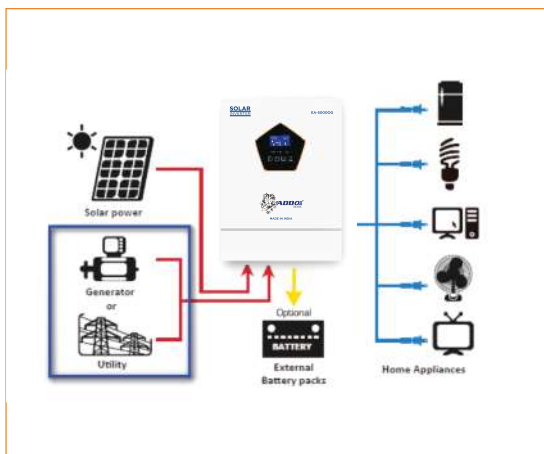 SOLAR
INVERTER
Solar power
Generator
or
Utility
MADE IN INDIA
Optional
BATTERY
External
Battery packs
Home Appliances